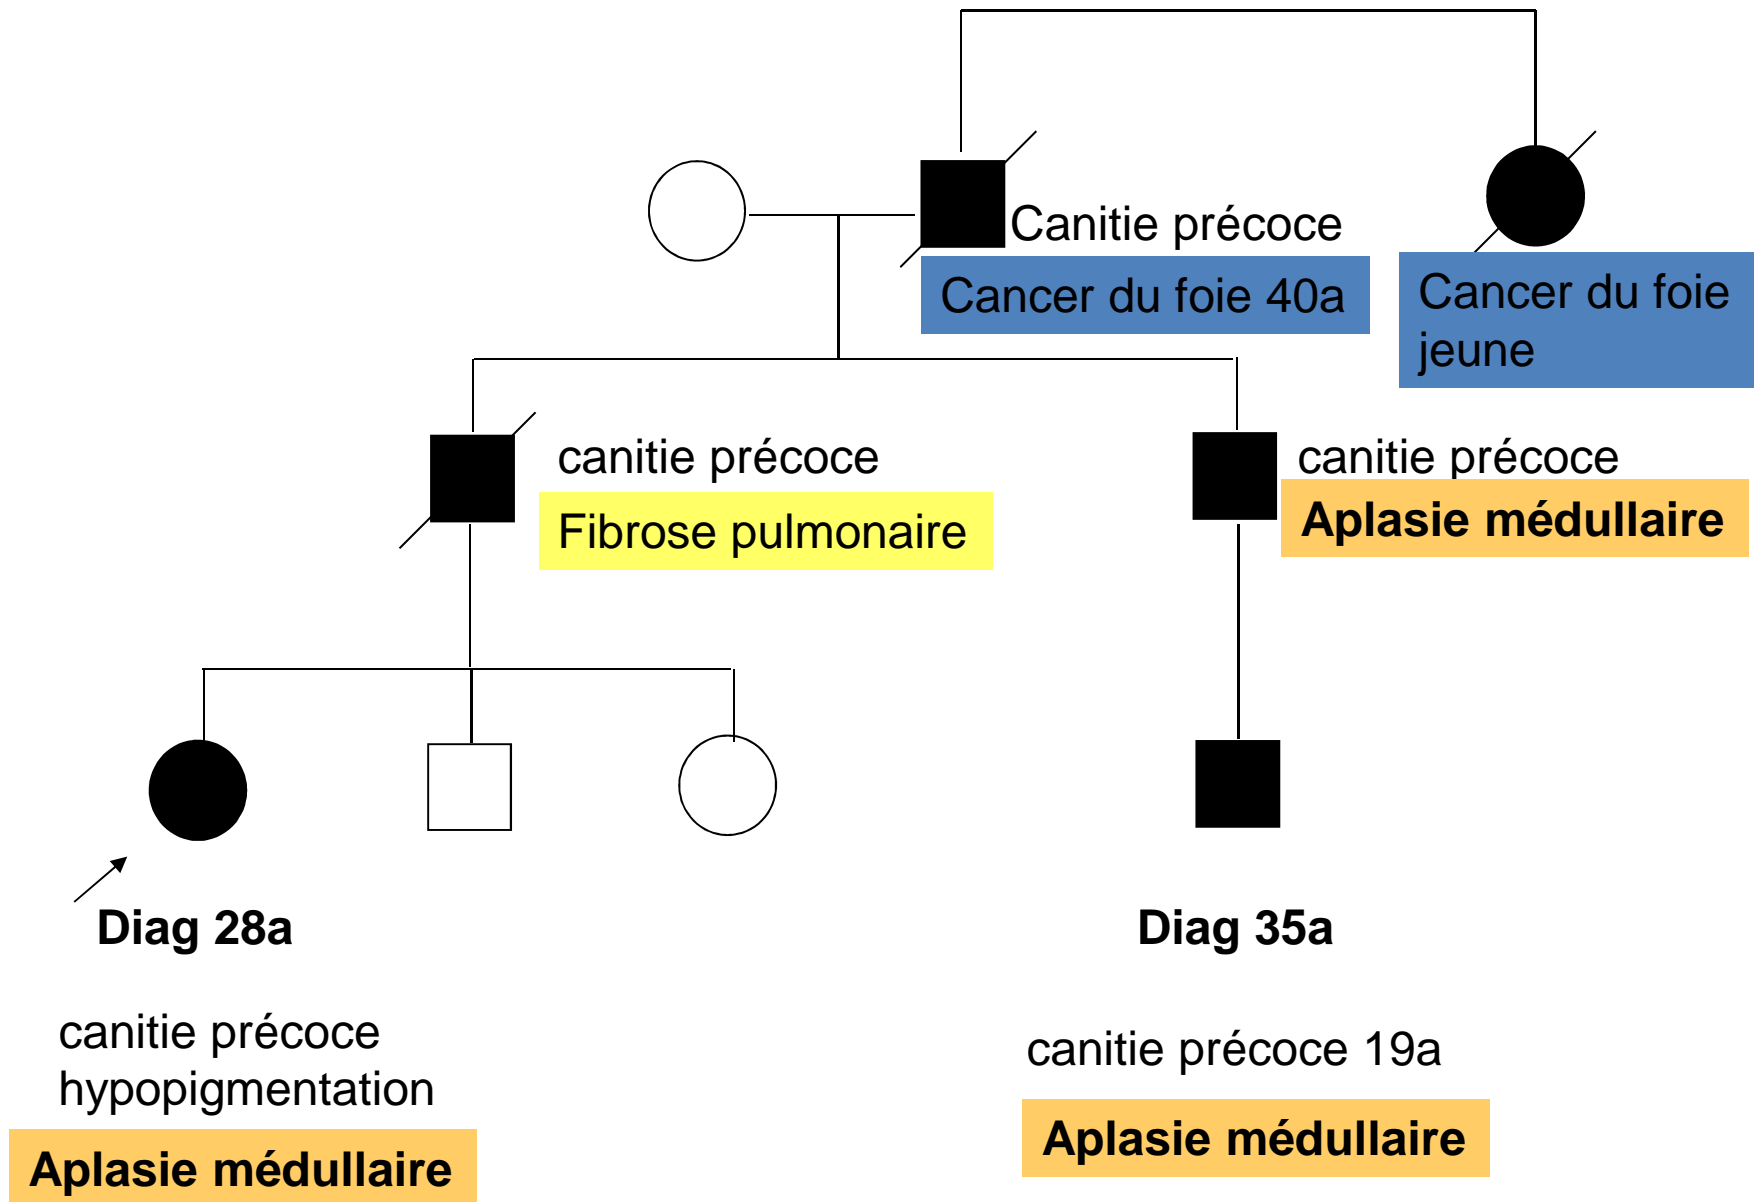 Canitie précoce
Cancer du foie 40a
Cancer du foie
jeune
canitie précoce
Fibrose pulmonaire
canitie précoce
Aplasie médullaire
Diag 28a
canitie précoce
hypopigmentation
Aplasie médullaire
Diag 35a
canitie précoce 19a
Aplasie médullaire